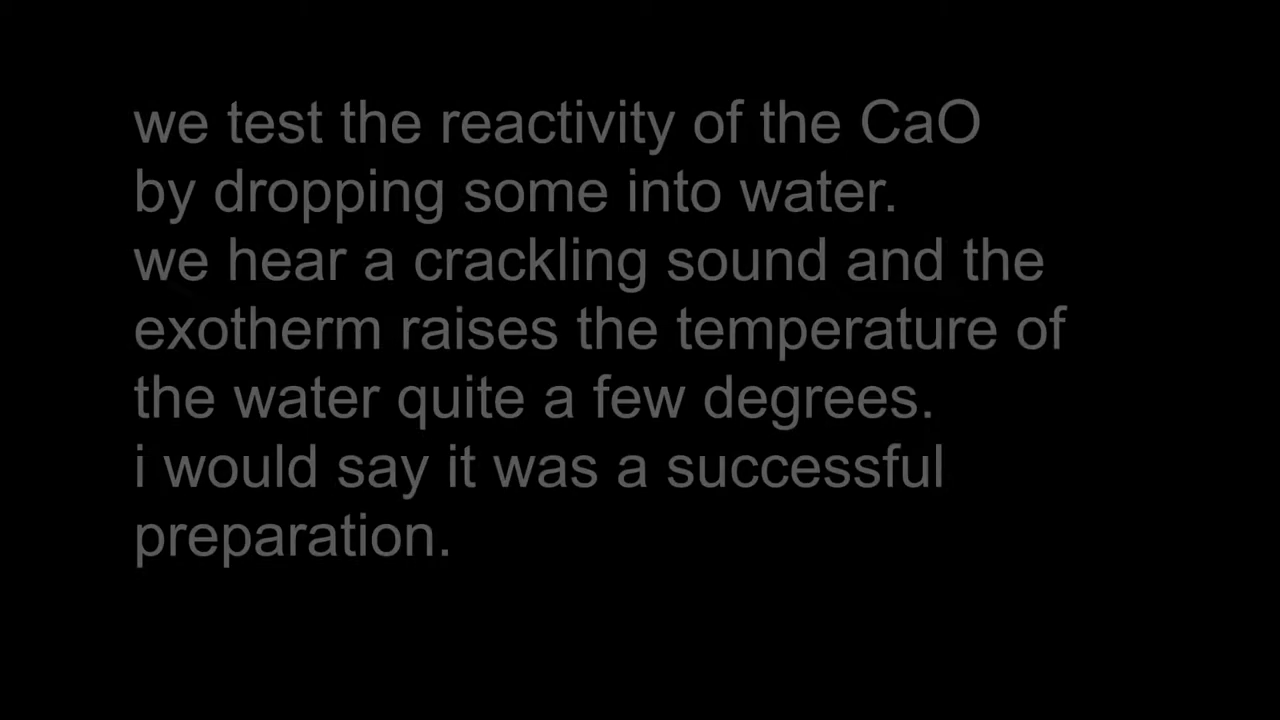 we test the reactivity of the CaO
by dropping some into water.
we hear a crackling sound and the
exotherm raises the temperature of
the water quite a few degrees.
i would say it was a successful
preparation.